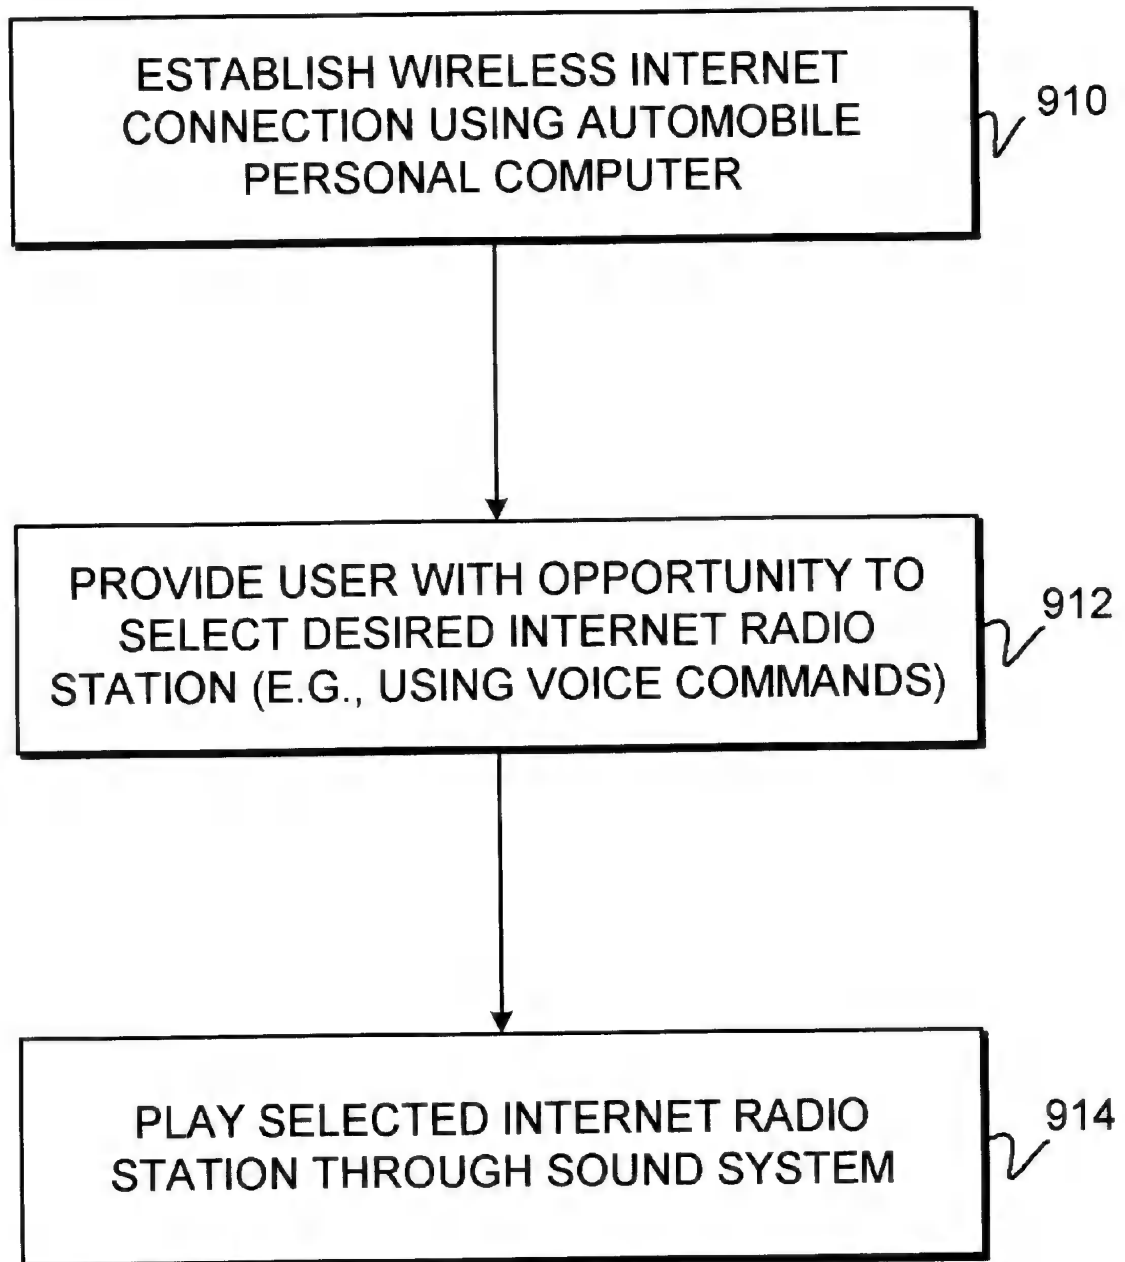 ESTABLISH WIRELESS INTERNET
CONNECTION USING AUTOMOBILE
PERSONAL COMPUTER
910
PROVIDE USER WITH OPPORTUNITY TO
SELECT DESIRED INTERNET RADIO
STATION (E.G., USING VOICE COMMANDS)
912
PLAY SELECTED INTERNET RADIO
STATION THROUGH SOUND SYSTEM
914